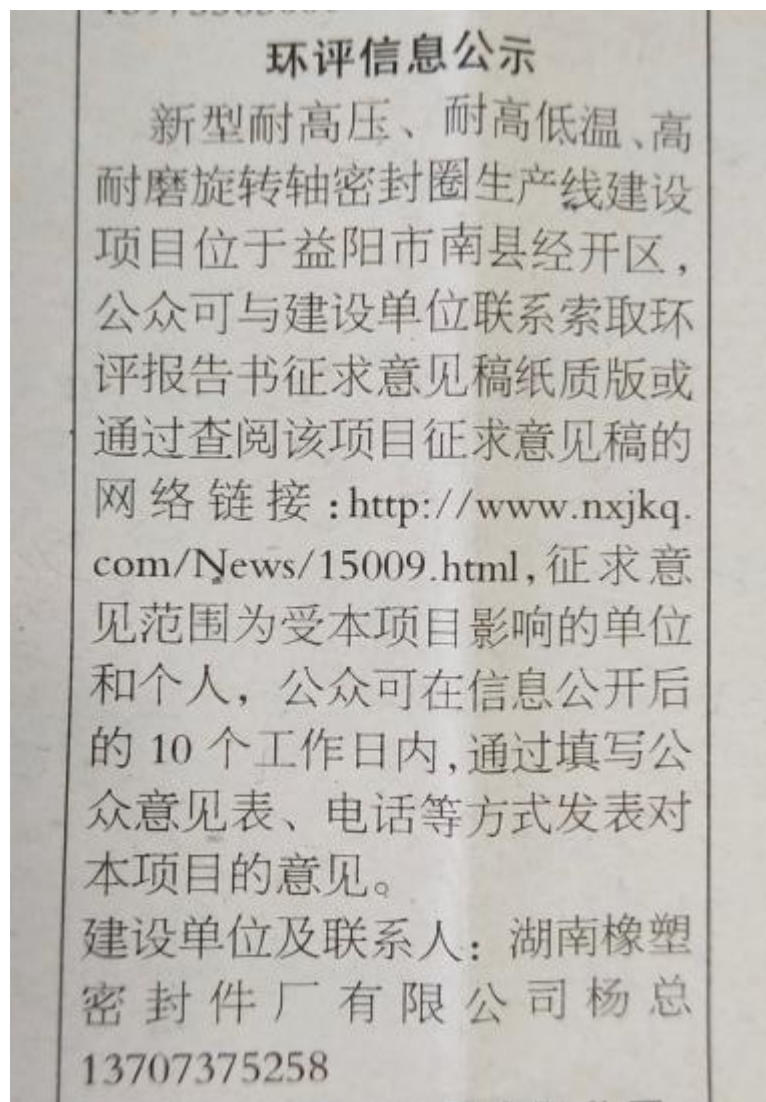 环评信息公示
新型耐高压、耐高低温、高
耐磨旋转轴密封圈生产线建设
项目位于益阳市南县经开区,
公众可与建设单位联系索取环
评报告书征求意见稿纸质版或
通过查阅该项目征求意见稿的
网络链接:http://www.nxjkq.
com/News/15009.html,征求意
见范围为受本项目影响的单位
和个人,公众可在信息公开后
的 10 个工作日内,通过填写公
众意见表、电话等方式发表对
本项目的意见。
建设单位及联系人:湖南橡塑
密封件厂有限公司杨总
13707375258